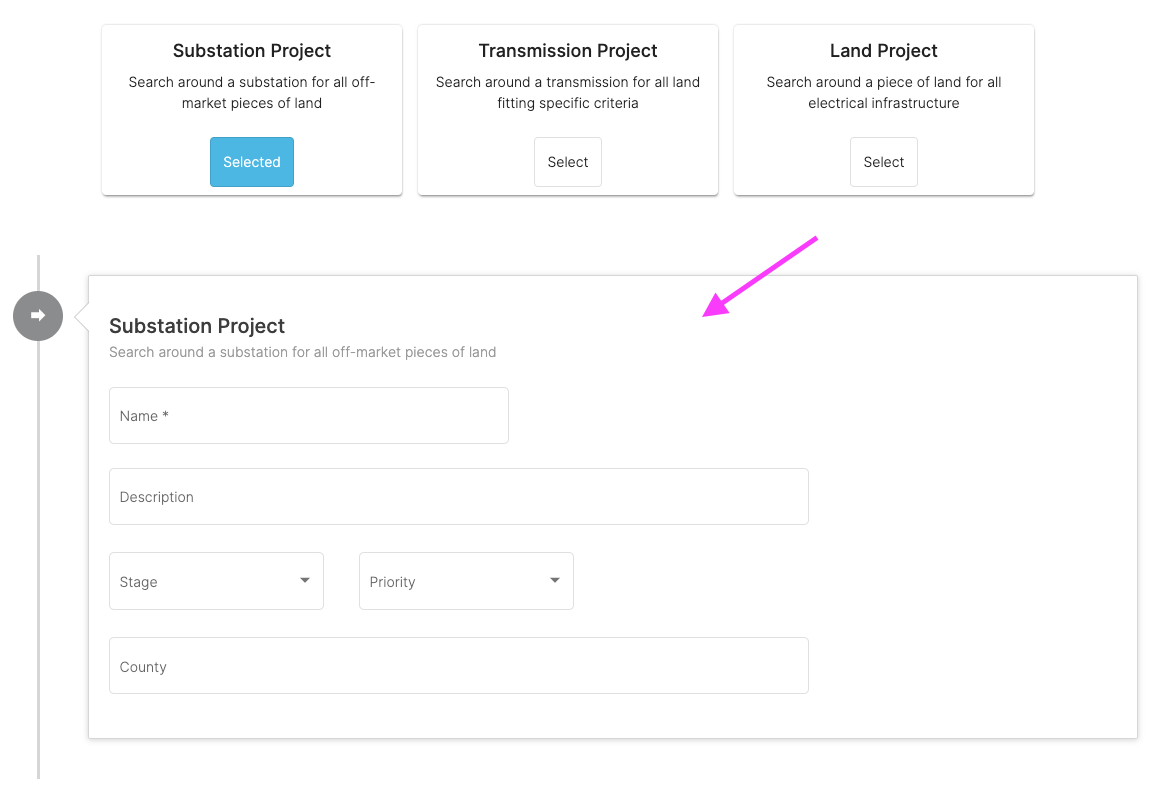 Substation Project
Search around a substation for all off-
market pieces of land
Selected
Transmission Project
Search around a transmission for all land
fitting specific criteria
Select
Land Project
Search around a piece of land for all
electrical infrastructure
Select
Substation Project
Search around a substation for all off-market pieces of land
Name *
Description
Stage
Priority
County